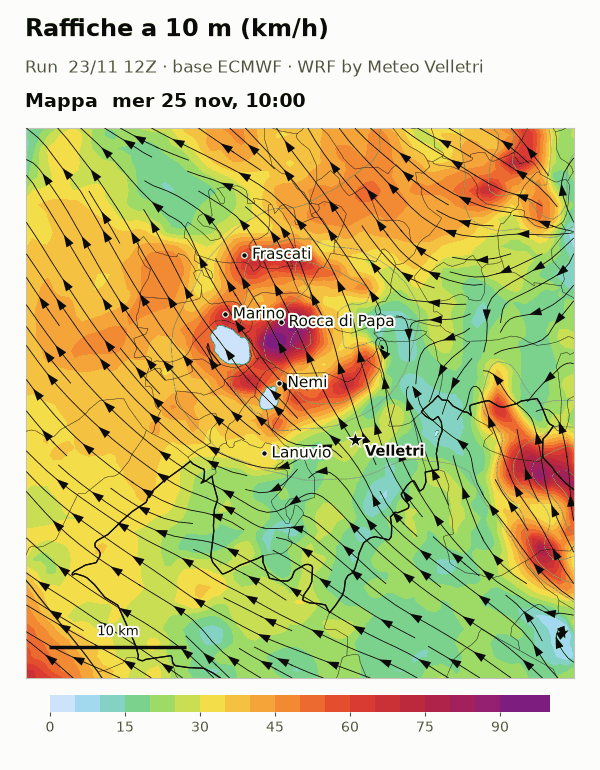 Raffiche a 10 m (km/h)
Run  23/11 12Z · base ECMWF · WRF by Meteo Velletri
Mappa  mer 25 nov, 10:00
Frascati
Marino
Rocca di Papa
Nemi
Velletri
Lanuvio
10 km
0 15 30 45 60 75 90